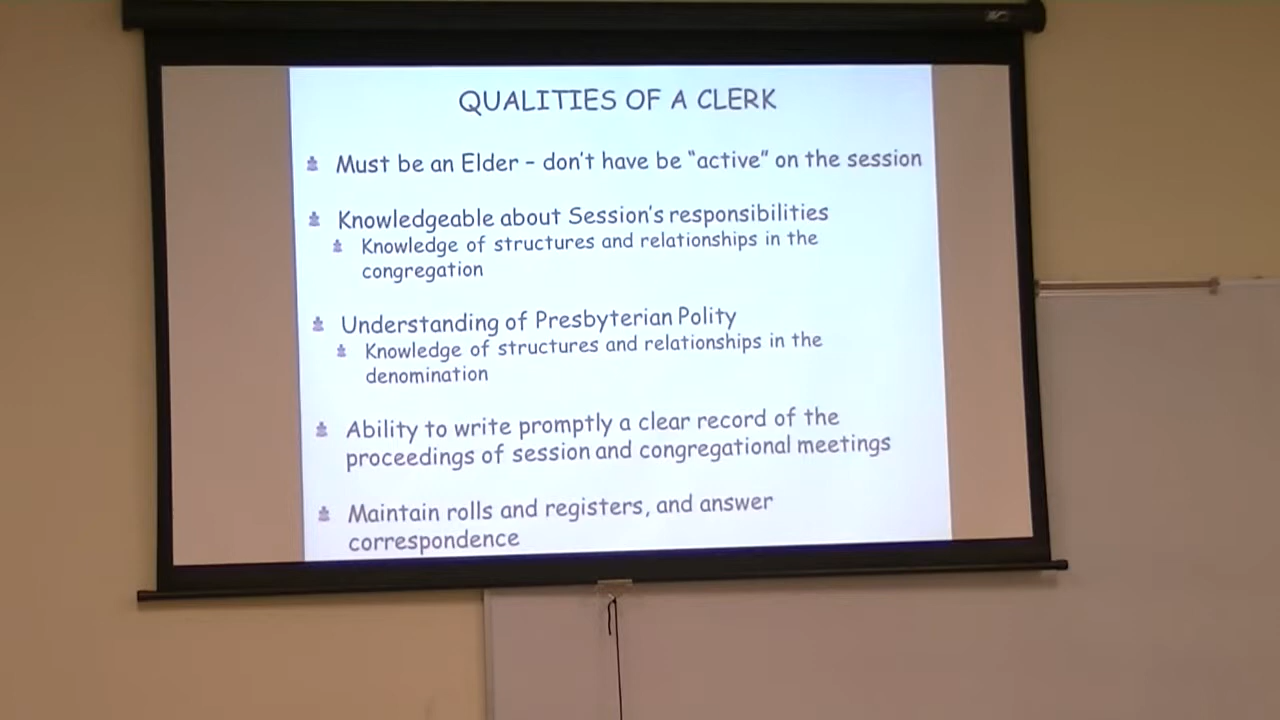 QUALITIES OF A CLERK
Must be an Elder – don't have be “active” on the session
Knowledgeable about Session's responsibilities
Knowledge of structures and relationships in the
congregation
Understanding of Presbyterian Polity
Knowledge of structures and relationships in the
denomination
Ability to write promptly a clear record of the
proceedings of session and congregational meetings
Maintain rolls and registers, and answer
correspondence